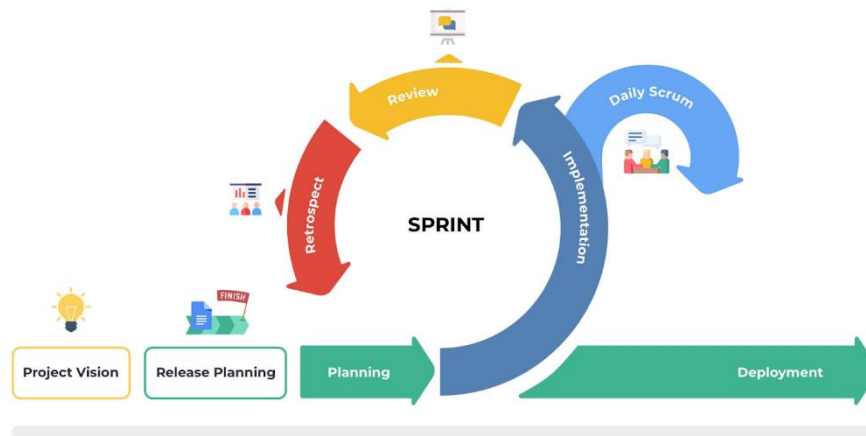 Review
Daily Scrum
Retrospect
Implementation
SPRINT
FINISH
Project Vision
Release Planning
Planning
Deployment